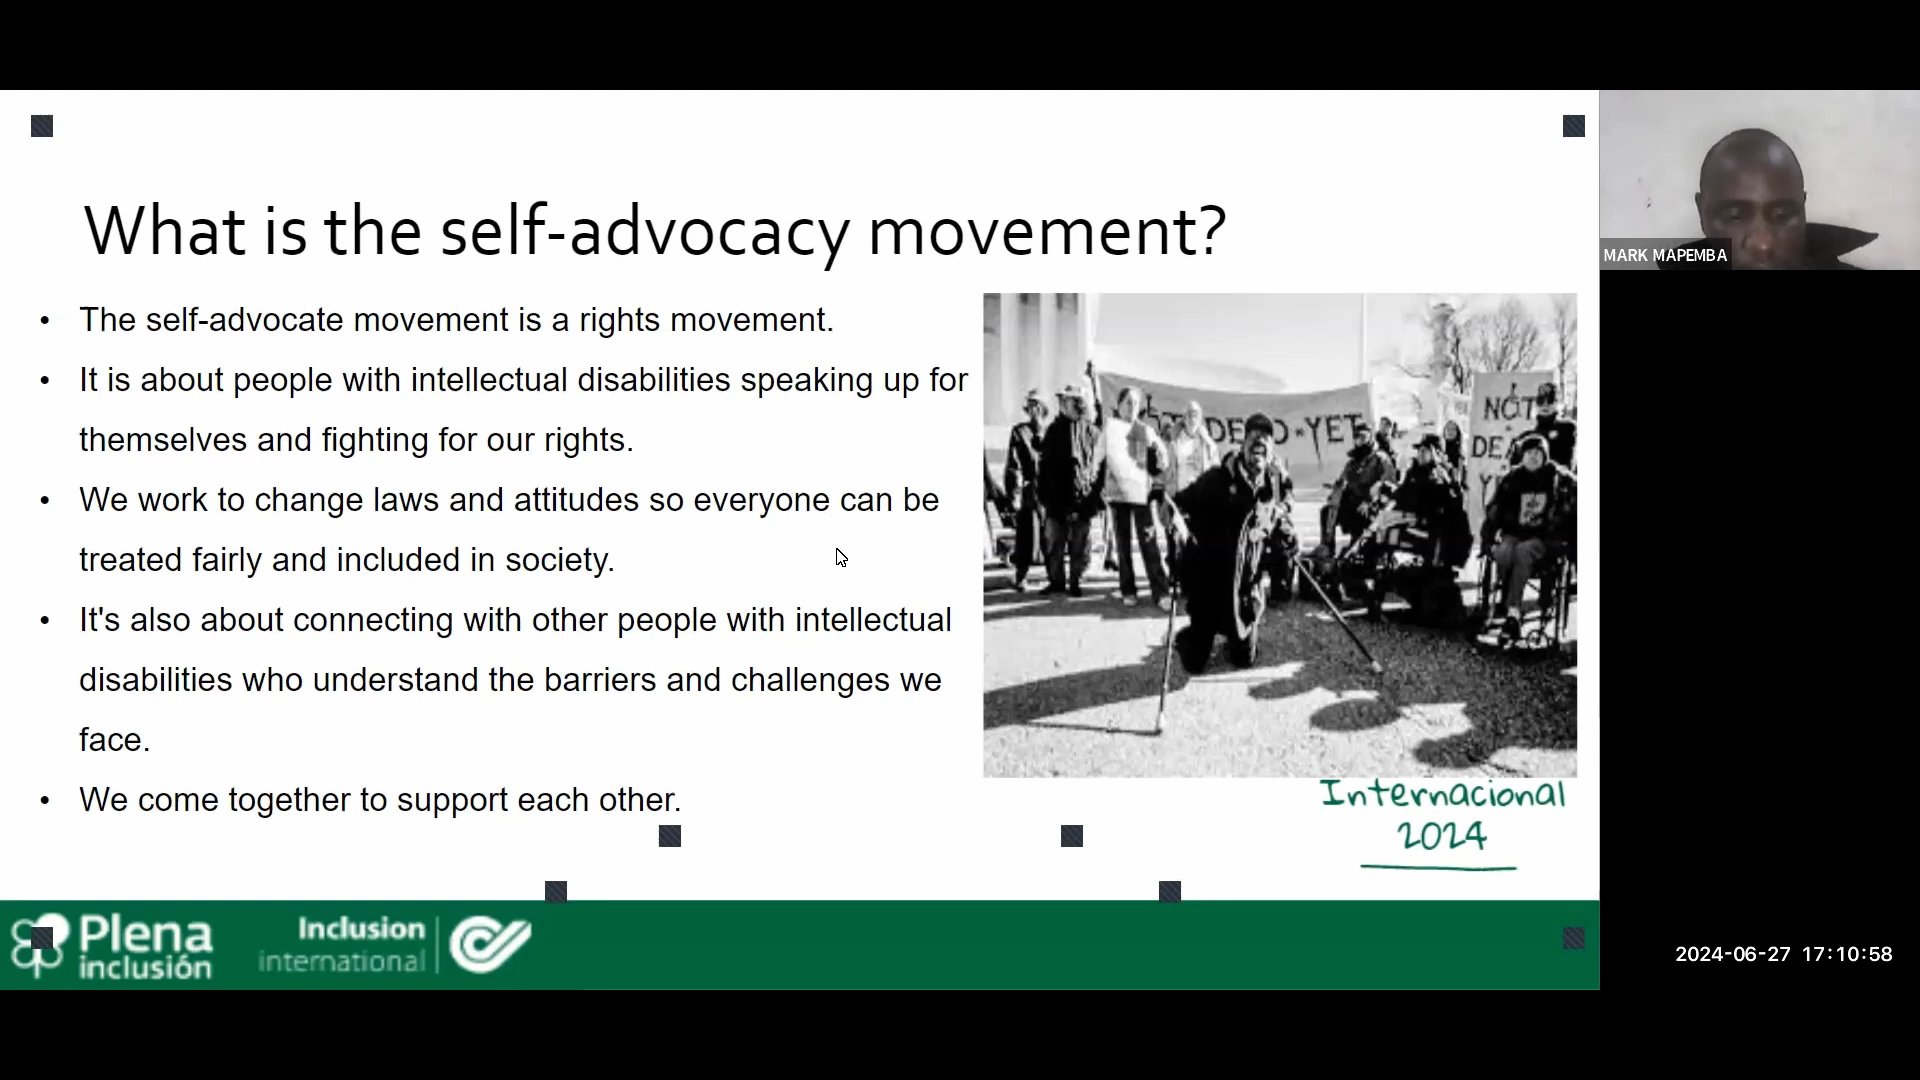 What is the self-advocacy movement?
• The self-advocate movement is a rights movement.
• It is about people with intellectual disabilities speaking up for
themselves and fighting for our rights.
• We work to change laws and attitudes so everyone can be
treated fairly and included in society.
• It's also about connecting with other people with intellectual
disabilities who understand the barriers and challenges we
face.
• We come together to support each other.
YET
NOT
Internacional
2024
Plena
inclusión
Inclusion
international
MARK MAPEMBA
2024-06-27 17:10:58